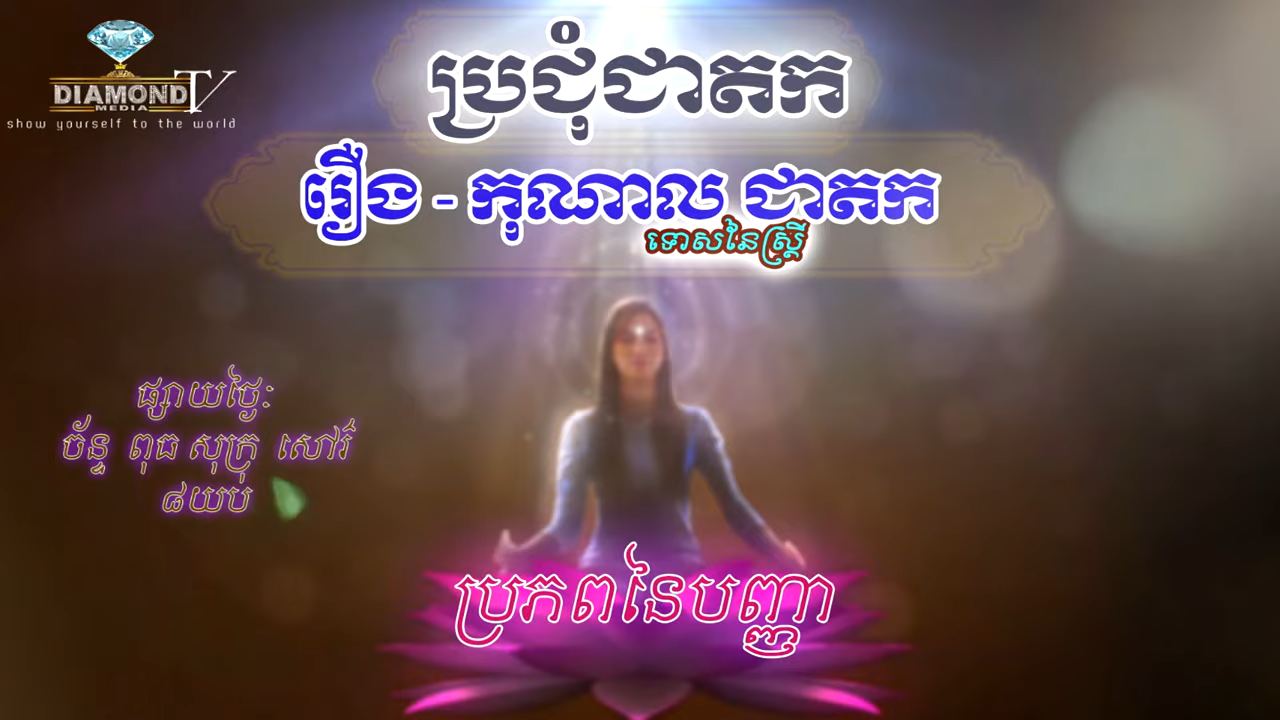 DIAMOND TV
MEDIA
show yourself to the world
ប្រជុំជាតក
រឿង - កុណាល ជាតក
ទោសនៃស្ត្រី
ផ្សាយថ្ងៃៈ
ច័ន្ទ ពុធ សុក្រុ សៅរ៍
៨យប់
ប្រភពនៃបញ្ញា